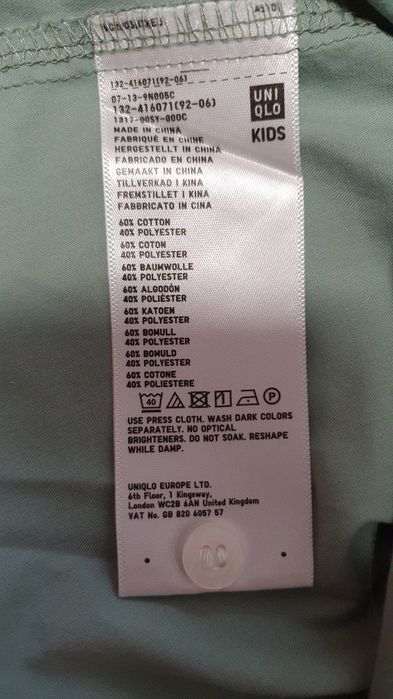 132-416071(92-06)
07-13-9N005C
132-416071(92-06)
1317-00SY-000C
UNI
QLO
KIDS
MADE IN CHINA
FABRIQUÉ EN CHINE
HERGESTELLT IN CHINA
FABRICADO EN CHINA
GEMAAKT IN CHINA
TILLVERKAD I KINA
FREMSTILLET I KINA
FABBRICATO IN CINA
60% COTTON
40% POLYESTER
60% COTON
40% POLYESTER
60% BAUMWOLLE
40% POLYESTER
60% ALGODÓN
40% POLIÉSTER
60% KATOEN
40% POLYESTER
60% BOMULL
40% POLYESTER
60% BOMULD
40% POLYESTER
60% COTONE
40% POLIESTERE
40
P
USE PRESS CLOTH. WASH DARK COLORS
SEPARATELY. NO OPTICAL
BRIGHTENERS. DO NOT SOAK. RESHAPE
WHILE DAMP.
UNIQLO EUROPE LTD.
6th Floor, 1 Kingsway,
London WC2B 6AN United Kingdom
VAT No. GB 820 6057 57